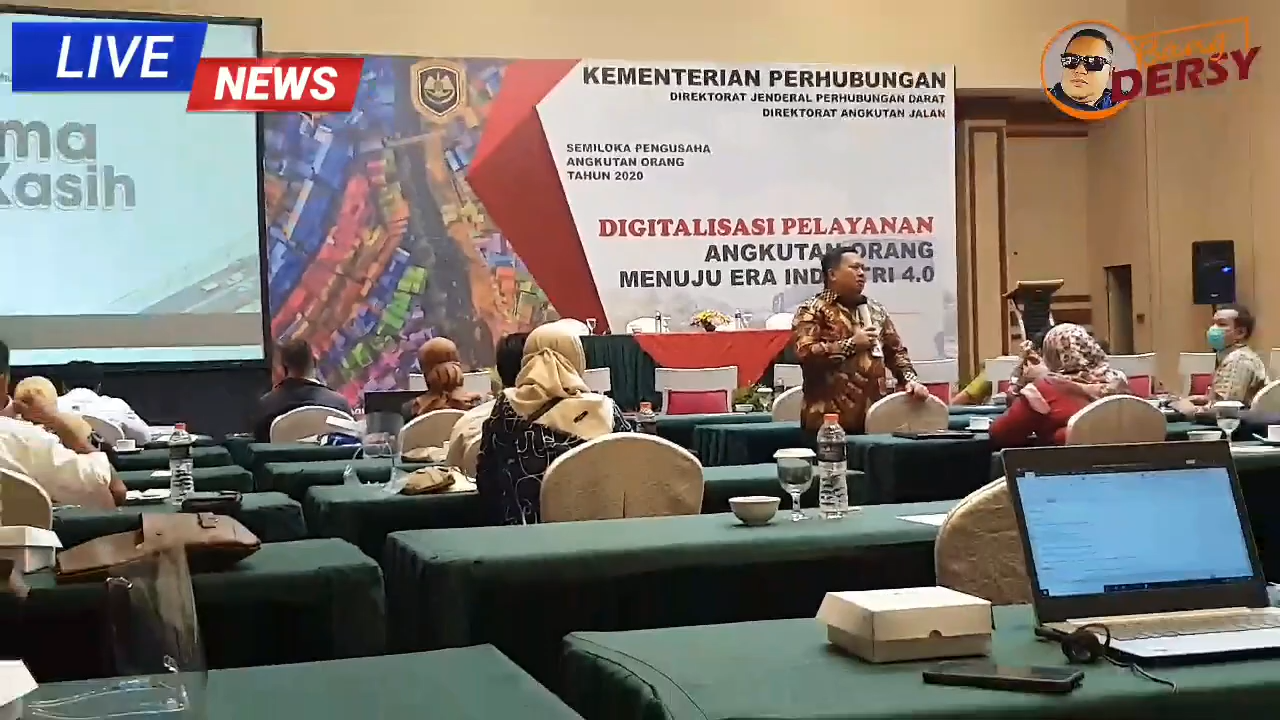 LIVE
NEWS
Bang
DERSY
ma
Kasih
KEMENTERIAN PERHUBUNGAN
DIREKTORAT JENDERAL PERHUBUNGAN DARAT
DIREKTORAT ANGKUTAN JALAN
SEMILOKA PENGUSAHA
ANGKUTAN ORANG
TAHUN 2020
DIGITALISASI PELAYANAN
ANGKUTAN ORANG
MENUJU ERA INDUSTRI 4.0